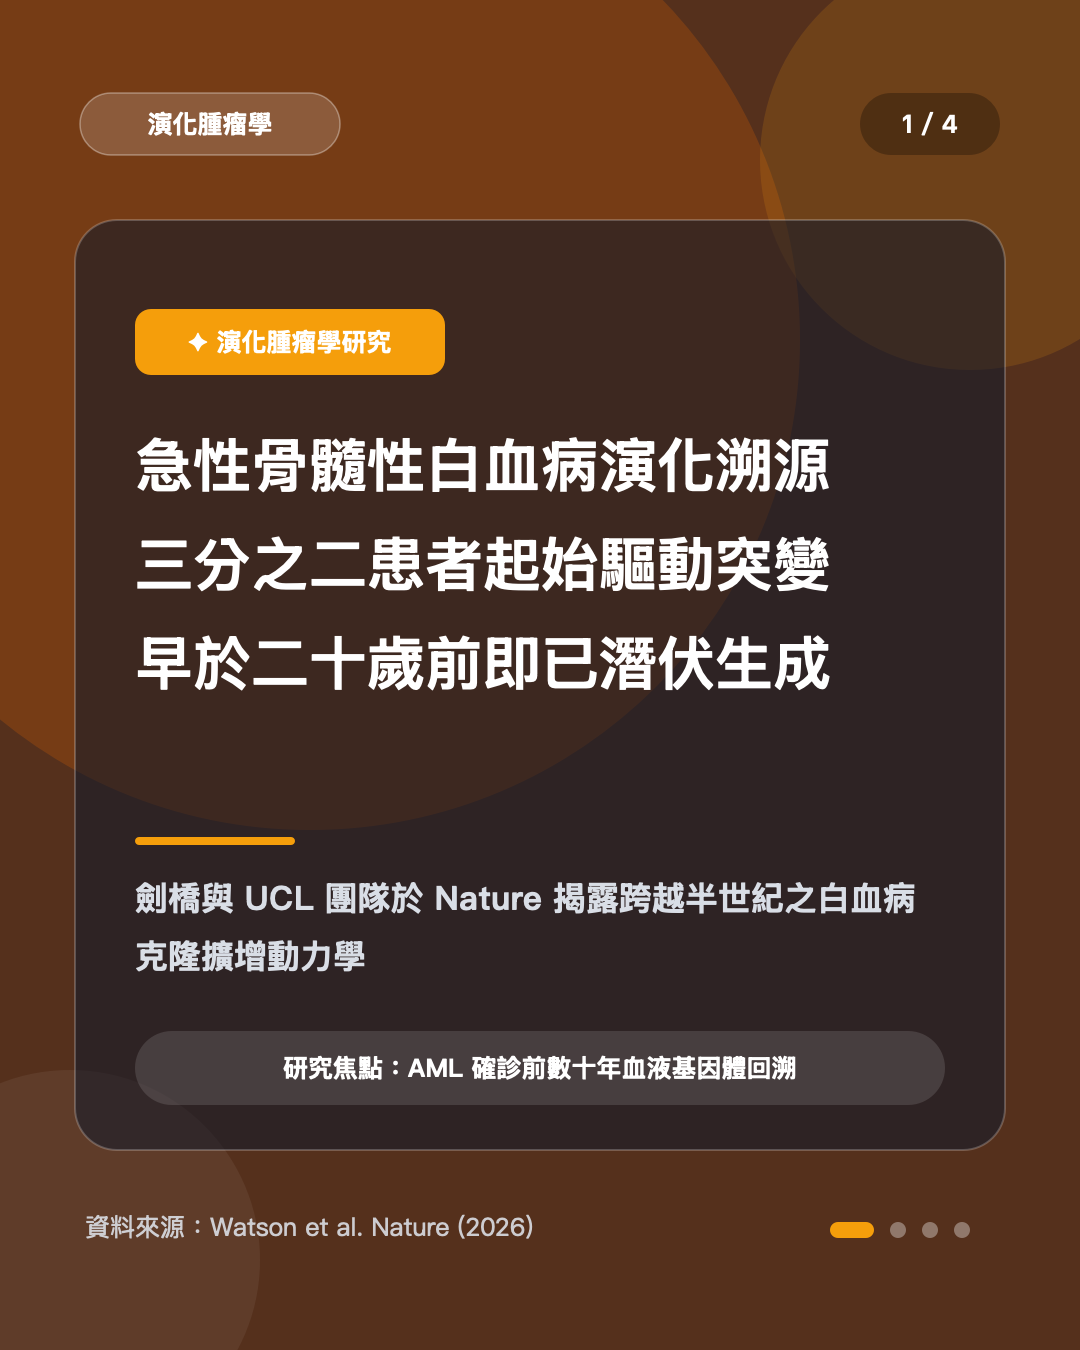 演化腫瘤學
1 / 4
✦ 演化腫瘤學研究
急性骨髓性白血病演化溯源
三分之二患者起始驅動突變
早於二十歲前即已潛伏生成
劍橋與 UCL 團隊於 Nature 揭露跨越半世紀之白血病
克隆擴增動力學
研究焦點：AML 確診前數十年血液基因體回溯
資料來源：Watson et al. Nature (2026)